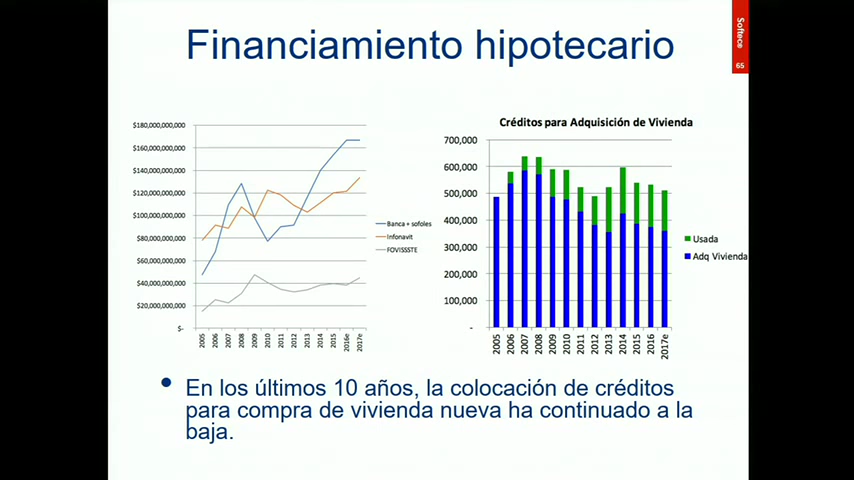 Financiamiento hipotecario
Softec
65
$180,000,000,000
$160,000,000,000
$140,000,000,000
$120,000,000,000
$100,000,000,000
$80,000,000,000
$60,000,000,000
$40,000,000,000
$20,000,000,000
$-
2005 2006 2007 2008 2009 2010 2011 2012 2013 2014 2015 2016e 2017e
Banca + sofoles
Infonavit
FOVISSSTE
Créditos para Adquisición de Vivienda
700,000
600,000
500,000
400,000
300,000
200,000
100,000
-
2005 2006 2007 2008 2009 2010 2011 2012 2013 2014 2015 2016 2017e
Usada
Adq Vivienda
• En los últimos 10 años, la colocación de créditos
para compra de vivienda nueva ha continuado a la
baja.